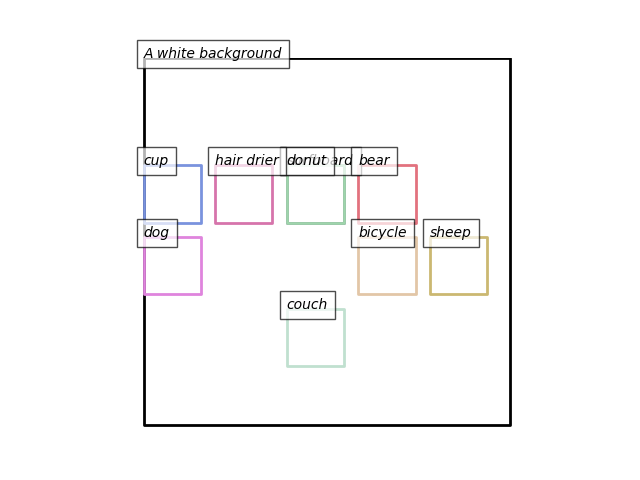 A white background
cup
hair drier
donut
bear
dog
bicycle
sheep
couch